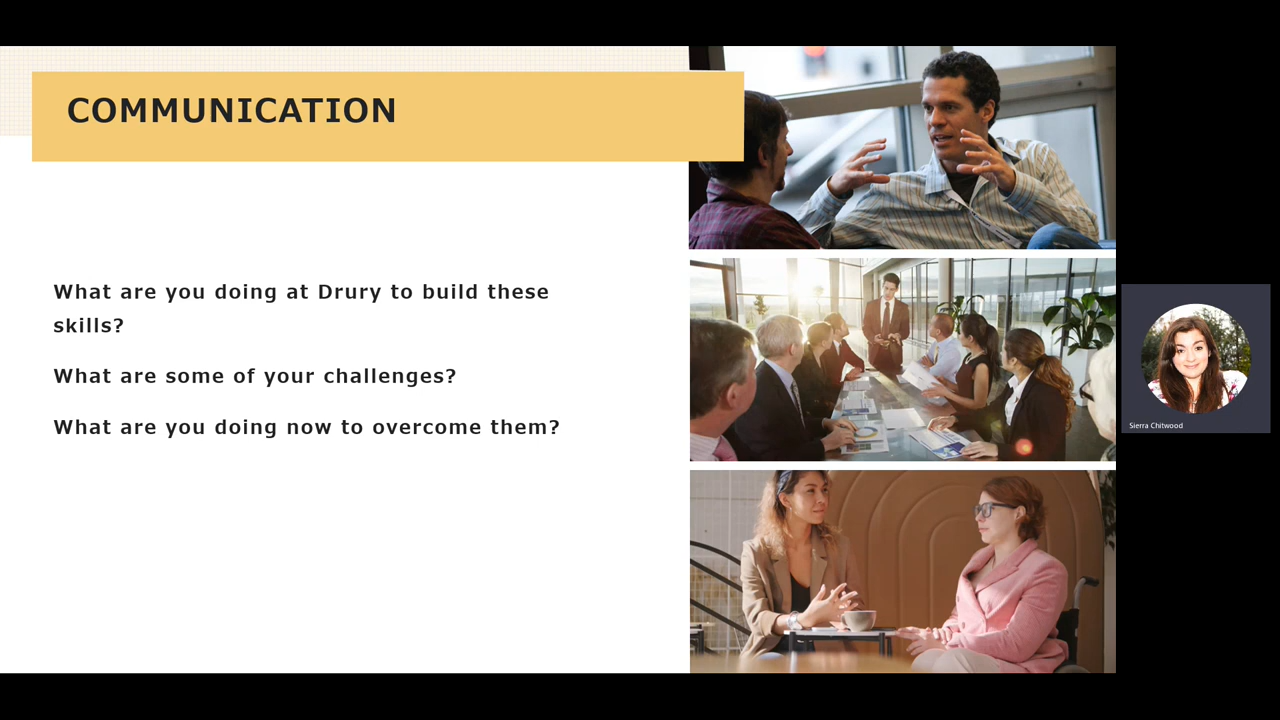 COMMUNICATION
What are you doing at Drury to build these
skills?
What are some of your challenges?
What are you doing now to overcome them?
Sierra Chitwood